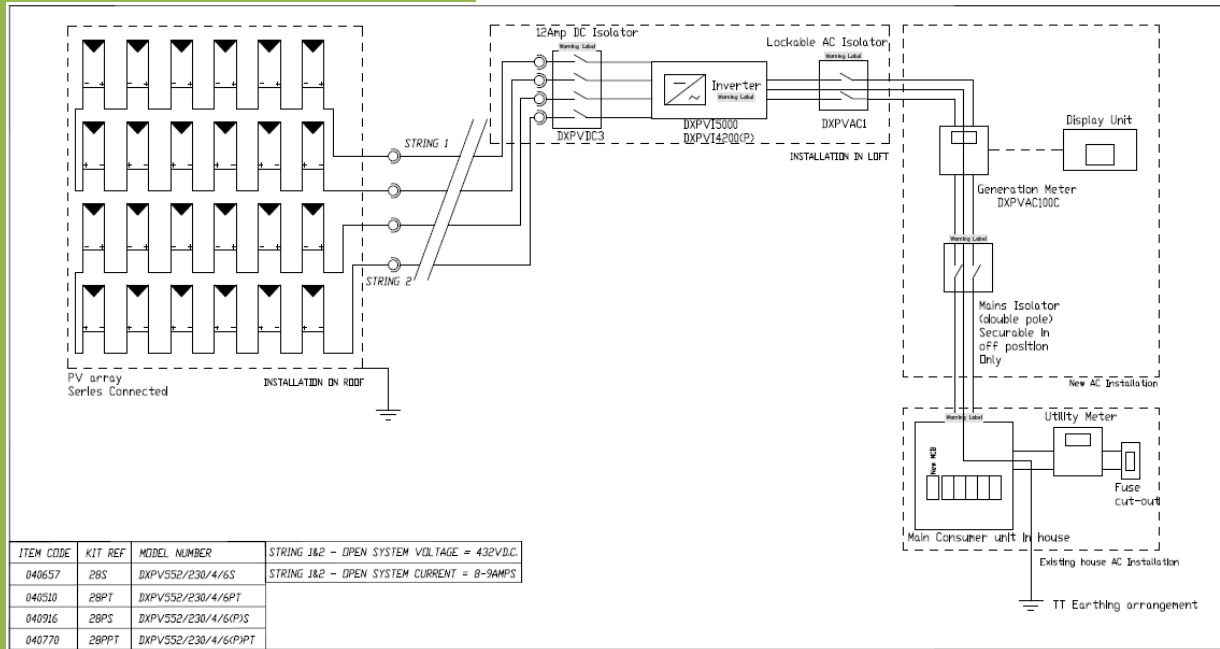 12Amp DC Isolator
Warning Label
Lockable AC Isolator
Warning Label
Inverter
Warning Label
DXPVDC3
DXPVI5000
DXPVI4200(P)
DXPVAC1
INSTALLATION IN LOFT
STRING 1
STRING 2
Display Unit
Generation Meter
DXPVAC100C
Warning Label
Mains Isolator
(double pole)
Securable in
off position
Only
New AC Installation
PV array
Series Connected
INSTALLATION ON ROOF
Warning Label
Utility Meter
New MCB
Fuse
cut-out
Main Consumer unit in house
Existing house AC Installation
TT Earthing arrangement
ITEM CODE KIT REF MODEL NUMBER
040657 28S DXPV552/230/4/6S
040510 28PT DXPV552/230/4/6PT
040916 28PS DXPV552/230/4/6(P)S
040770 28PPT DXPV552/230/4/6(P)PT
STRING 1&2 - OPEN SYSTEM VOLTAGE = 432VD.C.
STRING 1&2 - OPEN SYSTEM CURRENT = 8-9AMPS